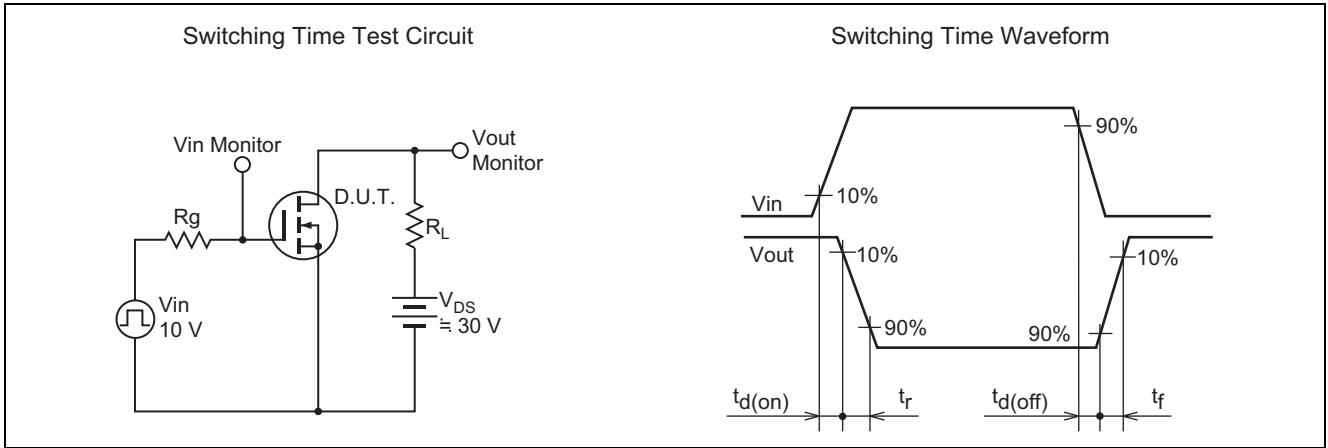 Switching Time Test Circuit
Vin Monitor
Vout
Monitor
D.U.T.
Rg
RL
Vin
10 V
VDS
≒ 30 V
Switching Time Waveform
90%
10%
Vin
Vout
10%
10%
90%
90%
td(on)
tr
td(off)
tf